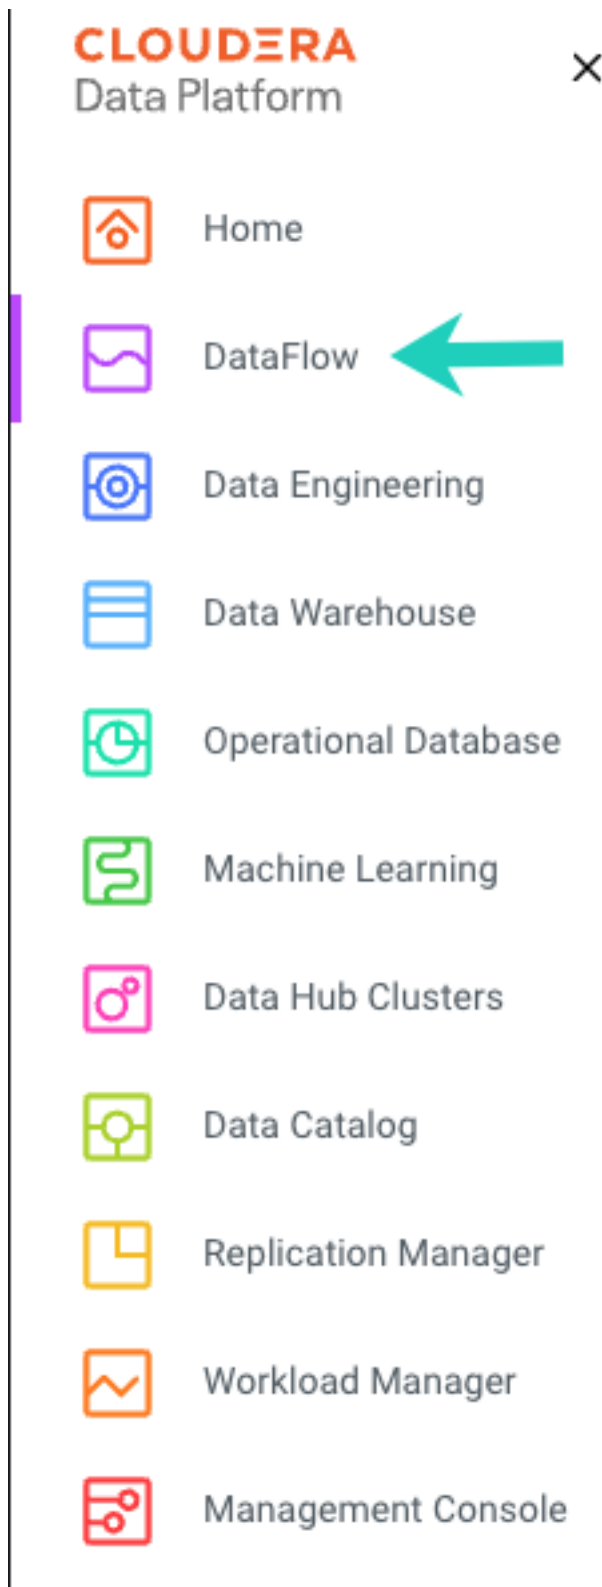 CLOUDERA
Data Platform
Home
DataFlow
Data Engineering
Data Warehouse
Operational Database
Machine Learning
Data Hub Clusters
Data Catalog
Replication Manager
Workload Manager
Management Console